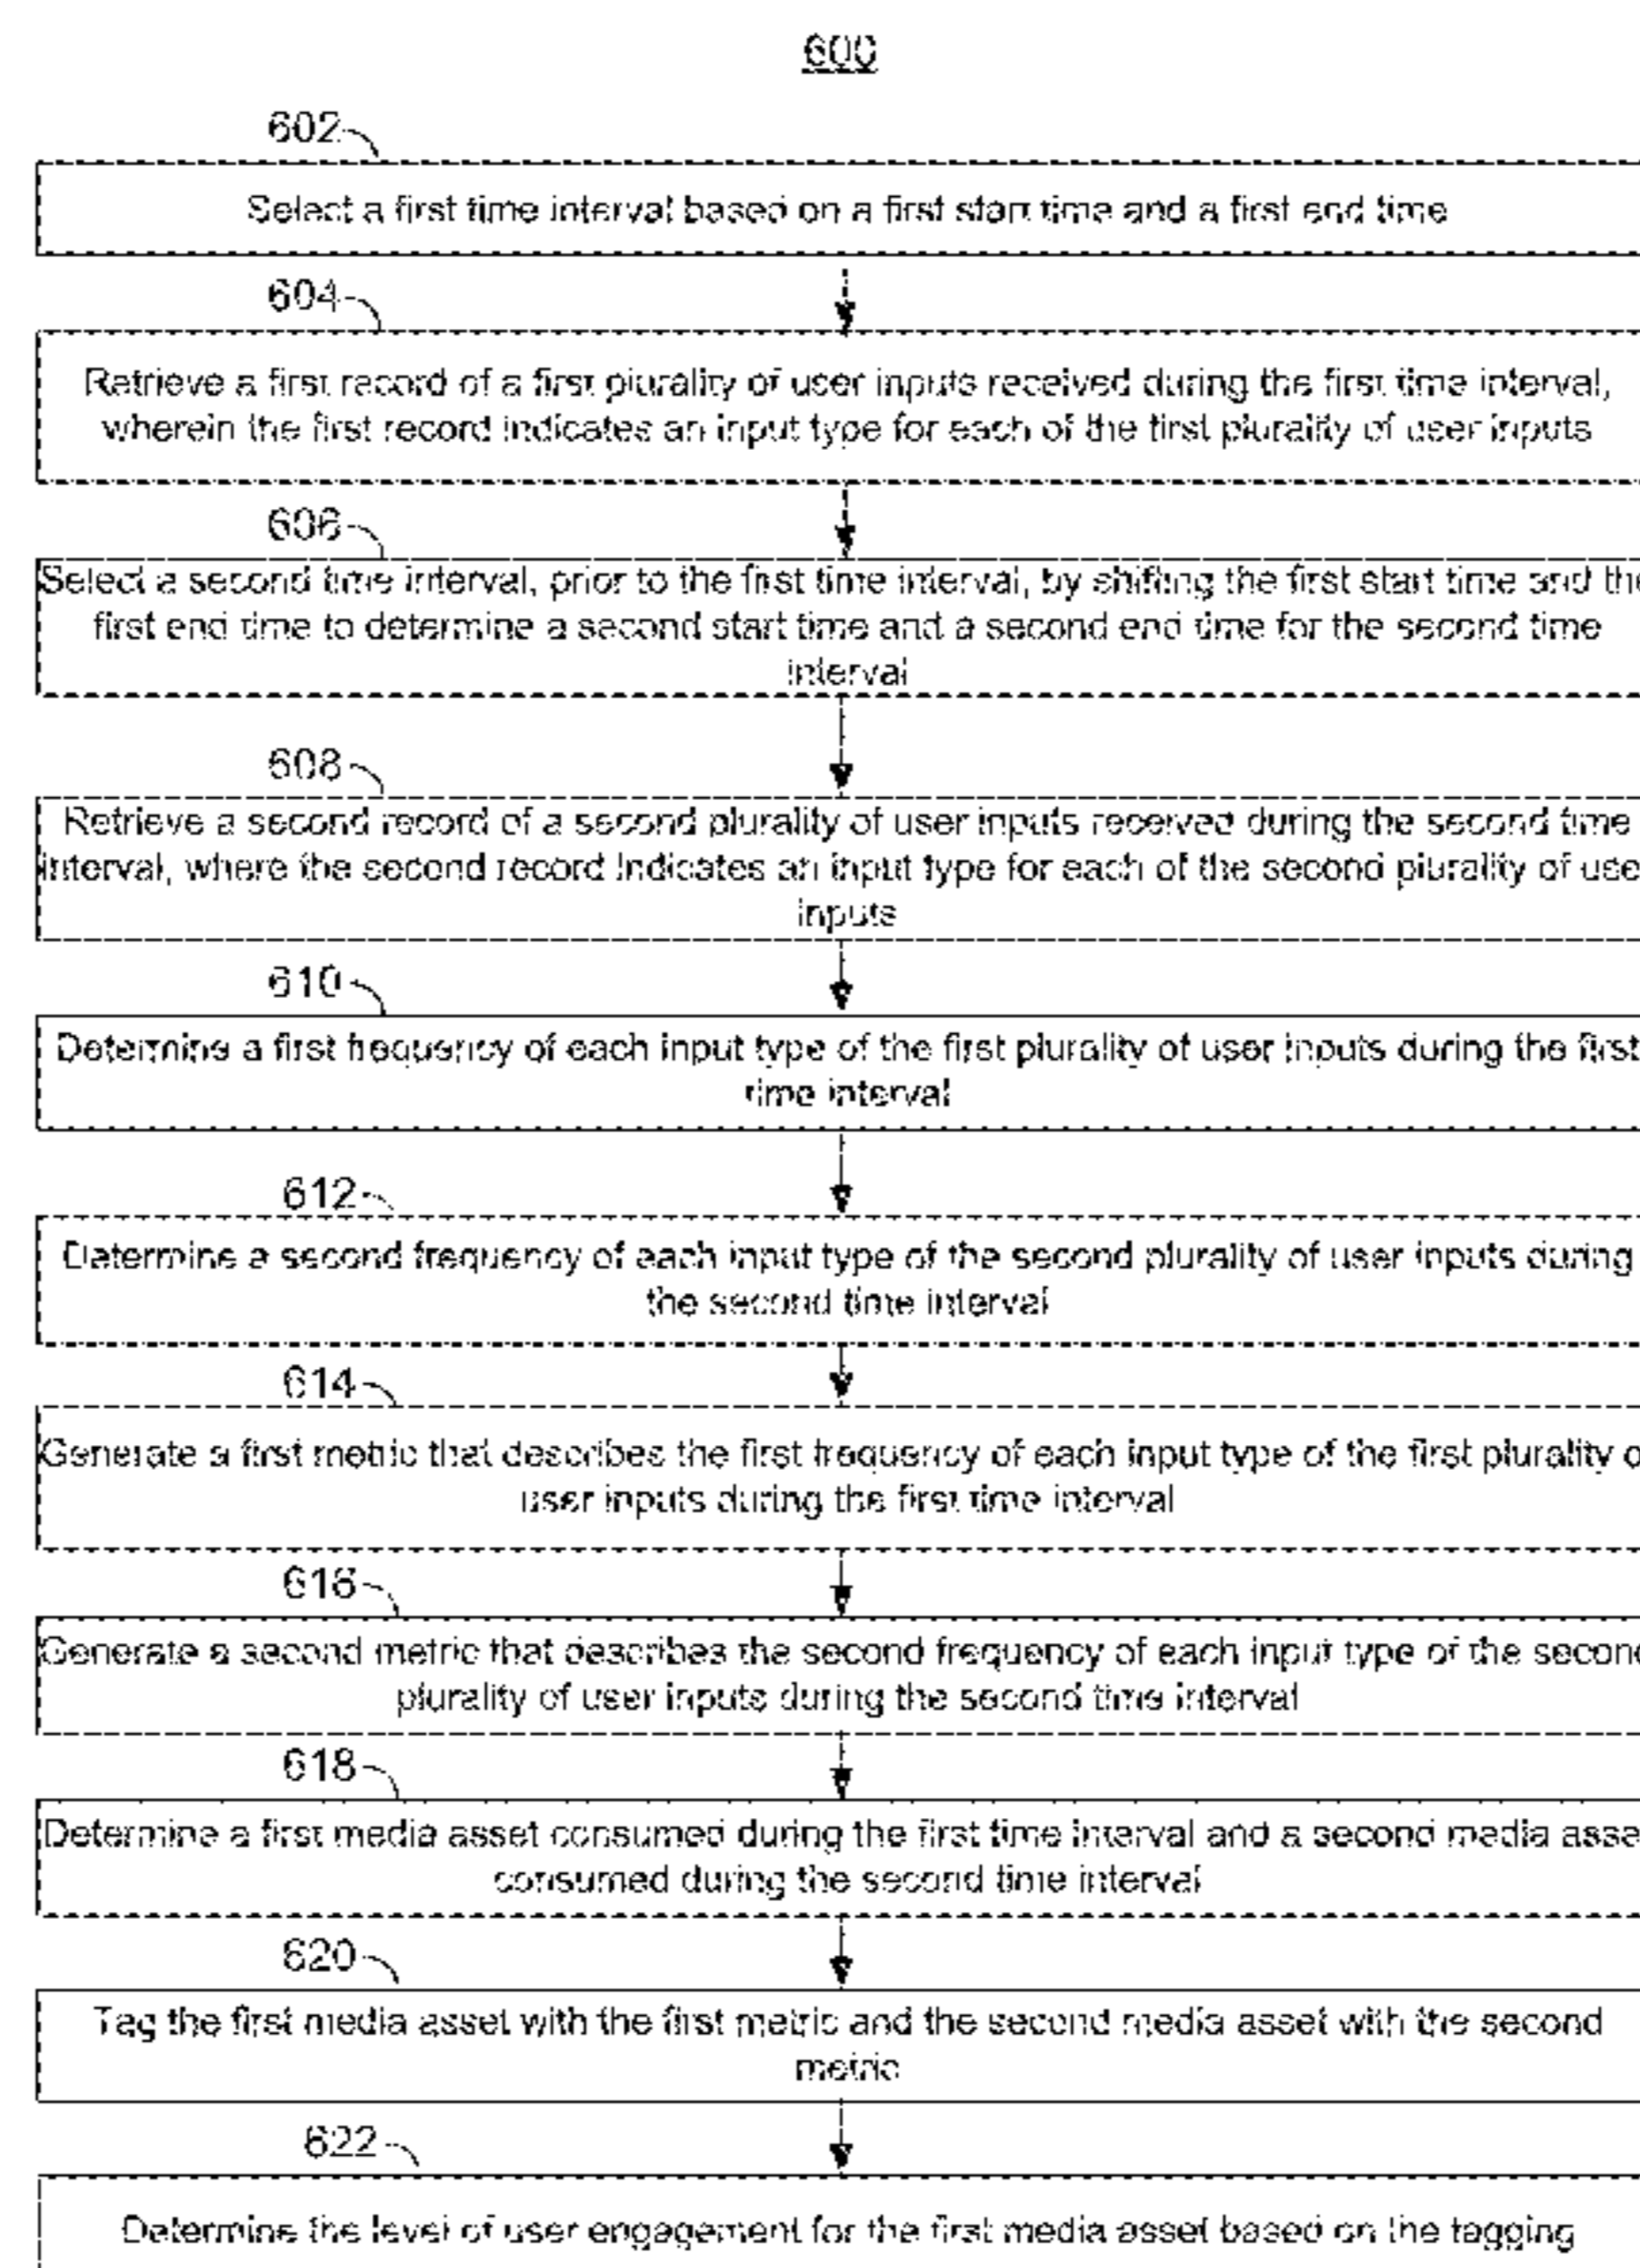 600
602
Select a first time interval based on a first start time and a first end time
604
Retrieve a first record of a first plurality of user inputs received during the first time interval,
wherein the first record indicates an input type for each of the first plurality of user inputs
606
Select a second time interval, prior to the first time interval, by shifting the first start time and the
first end time to determine a second start time and a second end time for the second time
interval
608
Retrieve a second record of a second plurality of user inputs received during the second time
interval, where the second record indicates an input type for each of the second plurality of use
inputs
610
Determine a first frequency of each input type of the first plurality of user inputs during the first
time interval
612
Determine a second frequency of each input type of the second plurality of user inputs during
the second time interval
614
Generate a first metric that describes the first frequency of each input type of the first plurality o
user inputs during the first time interval
616
Generate a second metric that describes the second frequency of each input type of the second
plurality of user inputs during the second time interval
618
Determine a first media asset consumed during the first time interval and a second media asse
consumed during the second time interval
620
Tag the first media asset with the first metric and the second media asset with the second
metric
622
Determine the level of user engagement for the first media asset based on the tagging